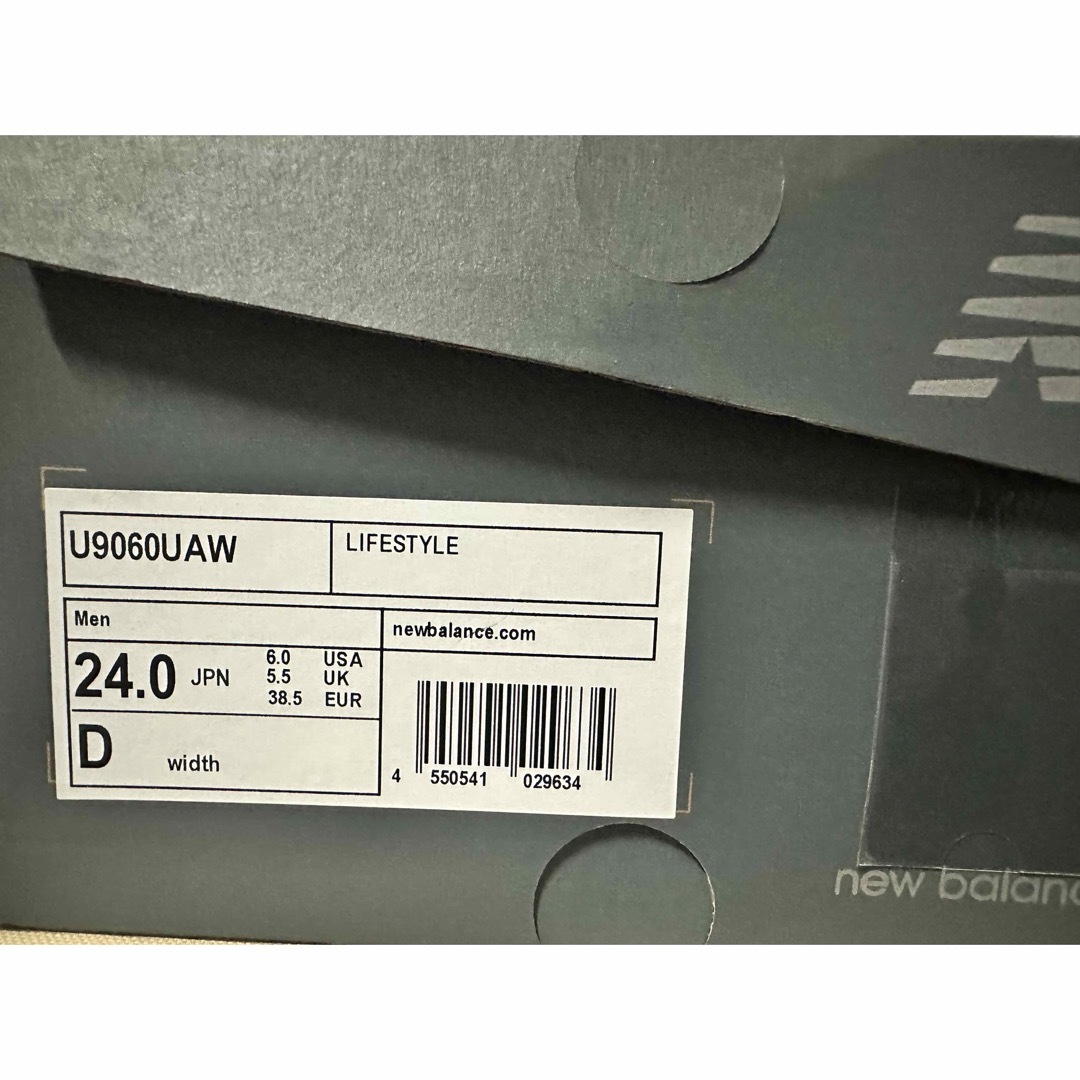 U9060UAW
LIFESTYLE
Men
newbalance.com
24.0 JPN
6.0 USA
5.5 UK
38.5 EUR
D width
4 550541 029634
new